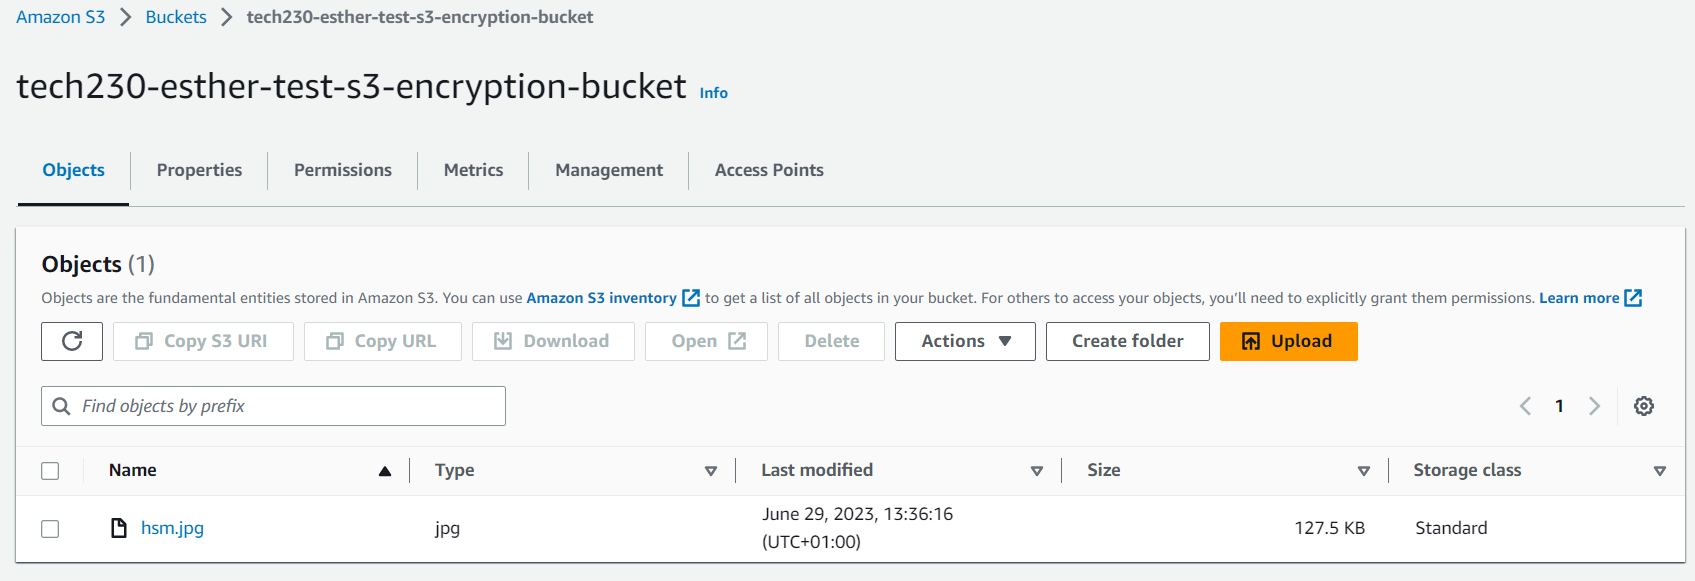 Amazon S3 Buckets tech230-esther-test-s3-encryption-bucket
tech230-esther-test-s3-encryption-bucket Info
Objects Properties Permissions Metrics Management Access Points
Objects (1)
Objects are the fundamental entities stored in Amazon S3. You can use Amazon S3 inventory to get a list of all objects in your bucket. For others to access your objects, you'll need to explicitly grant them permissions. Learn more
Copy S3 URI Copy URL Download Open Delete Actions Create folder Upload
Find objects by prefix 1
Name Type Last modified Size Storage class
hsm.jpg jpg June 29, 2023, 13:36:16 127.5 KB Standard
(UTC+01:00)